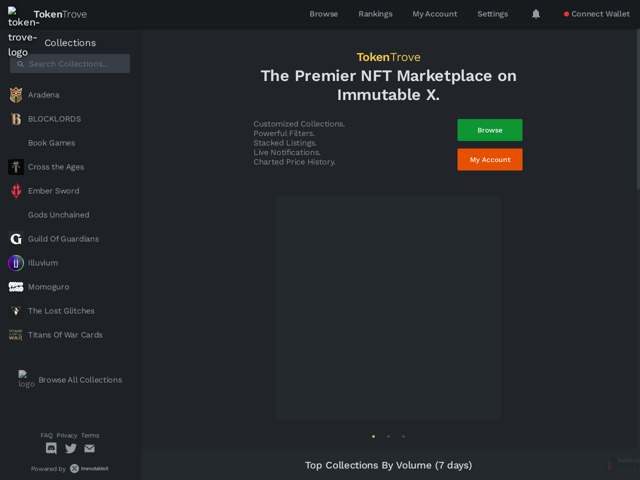 token-trove-logo
TokenTrove
Browse
Rankings
My Account
Settings
Connect Wallet
Collections
Search Collections...
Aradena
BLOCKLORDS
Book Games
Cross the Ages
Ember Sword
Gods Unchained
Guild Of Guardians
Illuvium
Momoguro
The Lost Glitches
Titans Of War Cards
logo
Browse All Collections
FAQ Privacy Terms
Powered by ImmutableX
TokenTrove
The Premier NFT Marketplace on
Immutable X.
Customized Collections.
Powerful Filters.
Stacked Listings.
Live Notifications.
Charted Price History.
Browse
My Account
Top Collections By Volume (7 days)